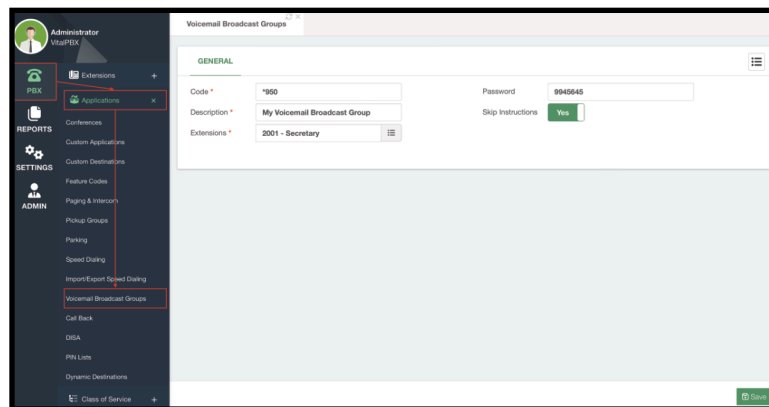 Administrator
VitalPBX
PBX
REPORTS
SETTINGS
ADMIN
Extensions +
Applications ×
Conferences
Custom Applications
Custom Destinations
Feature Codes
Paging & Intercom
Pickup Groups
Parking
Speed Dialing
Import/Export Speed Dialing
Voicemail Broadcast Groups
Call Back
DISA
PIN Lists
Dynamic Destinations
Class of Service +
Voicemail Broadcast Groups
GENERAL
Code * *950
Password 9945645
Description * My Voicemail Broadcast Group
Skip Instructions Yes
Extensions * 2001 - Secretary
Save